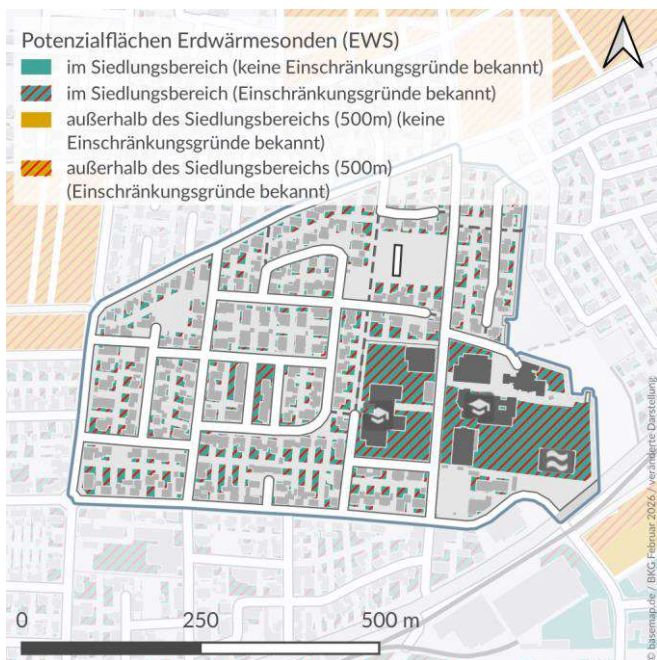 Potenzialflächen Erdwärmesonden (EWS)
im Siedlungsbereich (keine Einschränkungsgründe bekannt)
im Siedlungsbereich (Einschränkungsgründe bekannt)
außerhalb des Siedlungsbereichs (500m) (keine
Einschränkungsgründe bekannt)
außerhalb des Siedlungsbereichs (500m)
(Einschränkungsgründe bekannt)
0 250 500 m
© basemap.de / BKG Februar 2026 / veränderte Darstellung